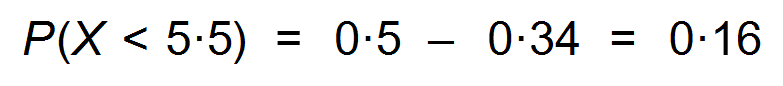 P(X < 5·5) = 0·5 – 0·34 = 0·16